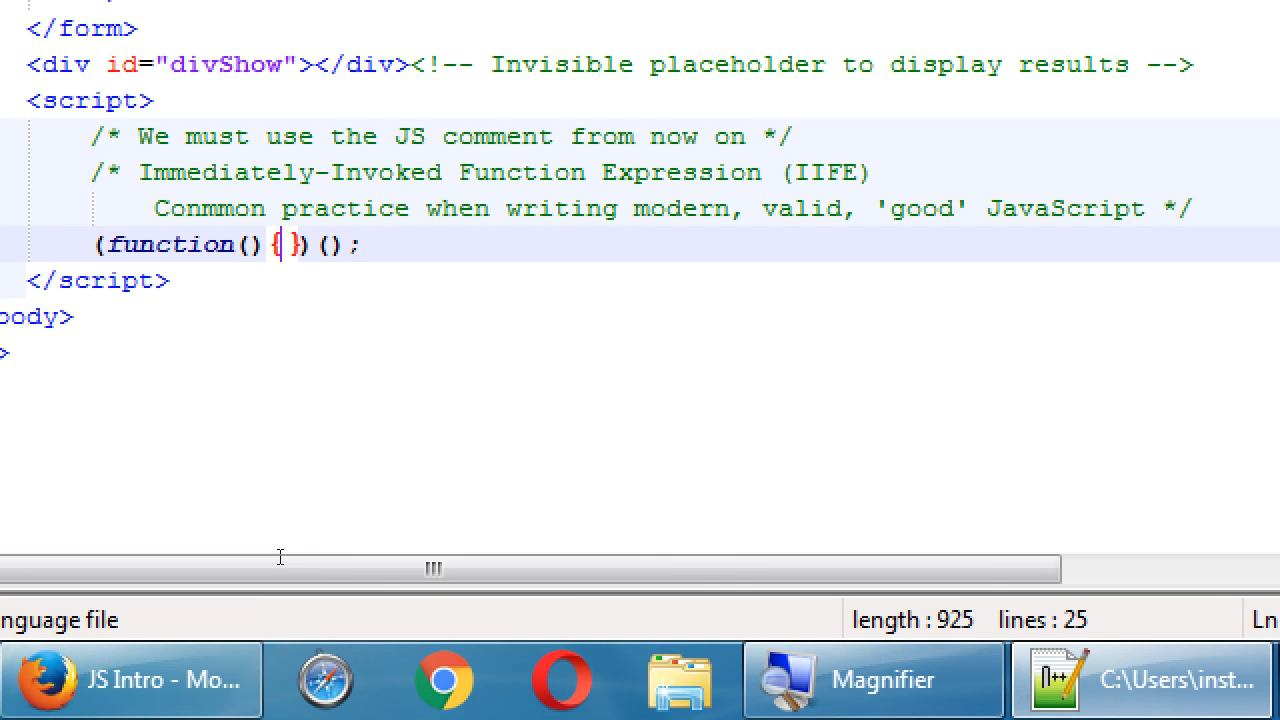 </form>
<div id="divShow"></div><!-- Invisible placeholder to display results -->
<script>
/* We must use the JS comment from now on */
/* Immediately-Invoked Function Expression (IIFE)
Conmmon practice when writing modern, valid, 'good' JavaScript */
(function(){ })();
</script>
body>
>
nguage file length : 925 lines : 25 Ln
JS Intro - Mo... Magnifier C:\Users\inst...